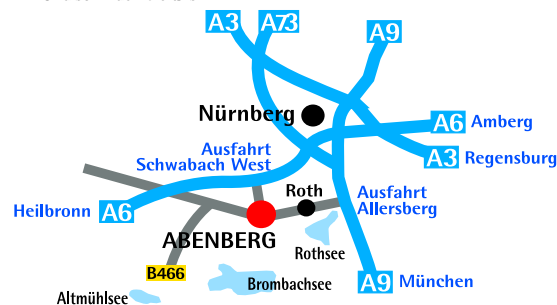 A3
A73
A9
Nürnberg
A6
Amberg
Ausfahrt
Schwabach West
A3
Regensburg
Roth
Ausfahrt
Allersberg
Heilbronn
A6
ABENBERG
Rothsee
B466
Brombachsee
A9
München
Altmühlsee